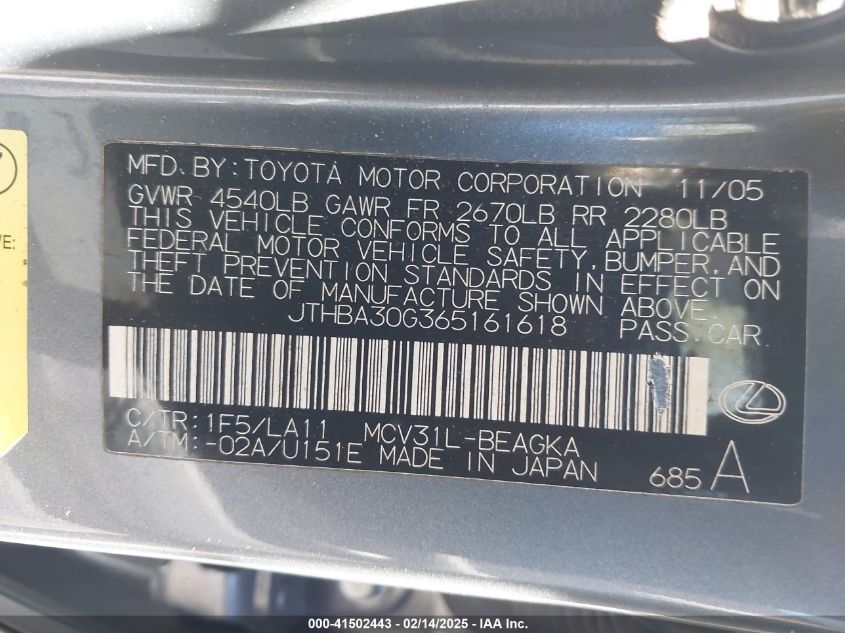 MFD. BY: TOYOTA MOTOR CORPORATION 11/05
GVWR 4540LB GAWR FR 2670LB RR 2280LB
THIS VEHICLE CONFORMS TO ALL APPLICABLE
FEDERAL MOTOR VEHICLE SAFETY, BUMPER, AND
THEFT PREVENTION STANDARDS IN EFFECT ON
THE DATE OF MANUFACTURE SHOWN ABOVE.
JTHBA30G365161618 PASS. CAR
C/TR: 1F5/LA11 MCV31L-BEAGKA
A/TM: -02A/U151E MADE IN JAPAN 685 A
000-41502443 - 02/14/2025 - IAA Inc.